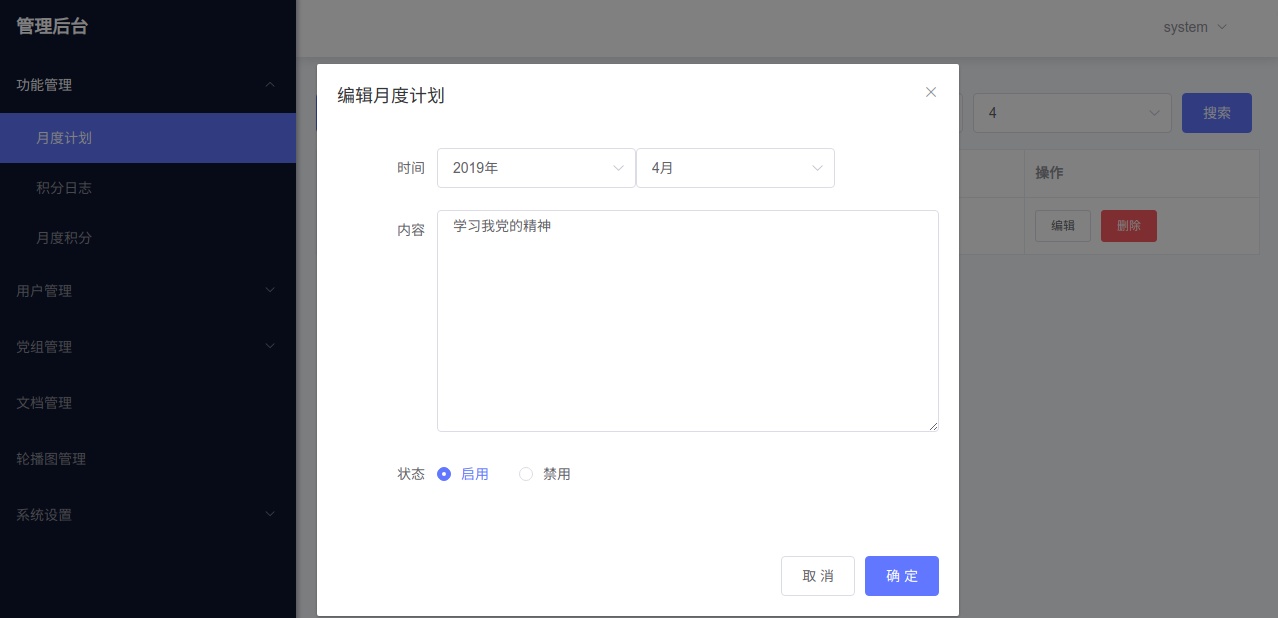 管理后台
system
功能管理
月度计划
积分日志
月度积分
用户管理
党组管理
文档管理
轮播图管理
系统设置
4
搜索
操作
编辑
删除
编辑月度计划
时间
2019年
4月
内容
学习我党的精神
状态
启用
禁用
取 消
确 定